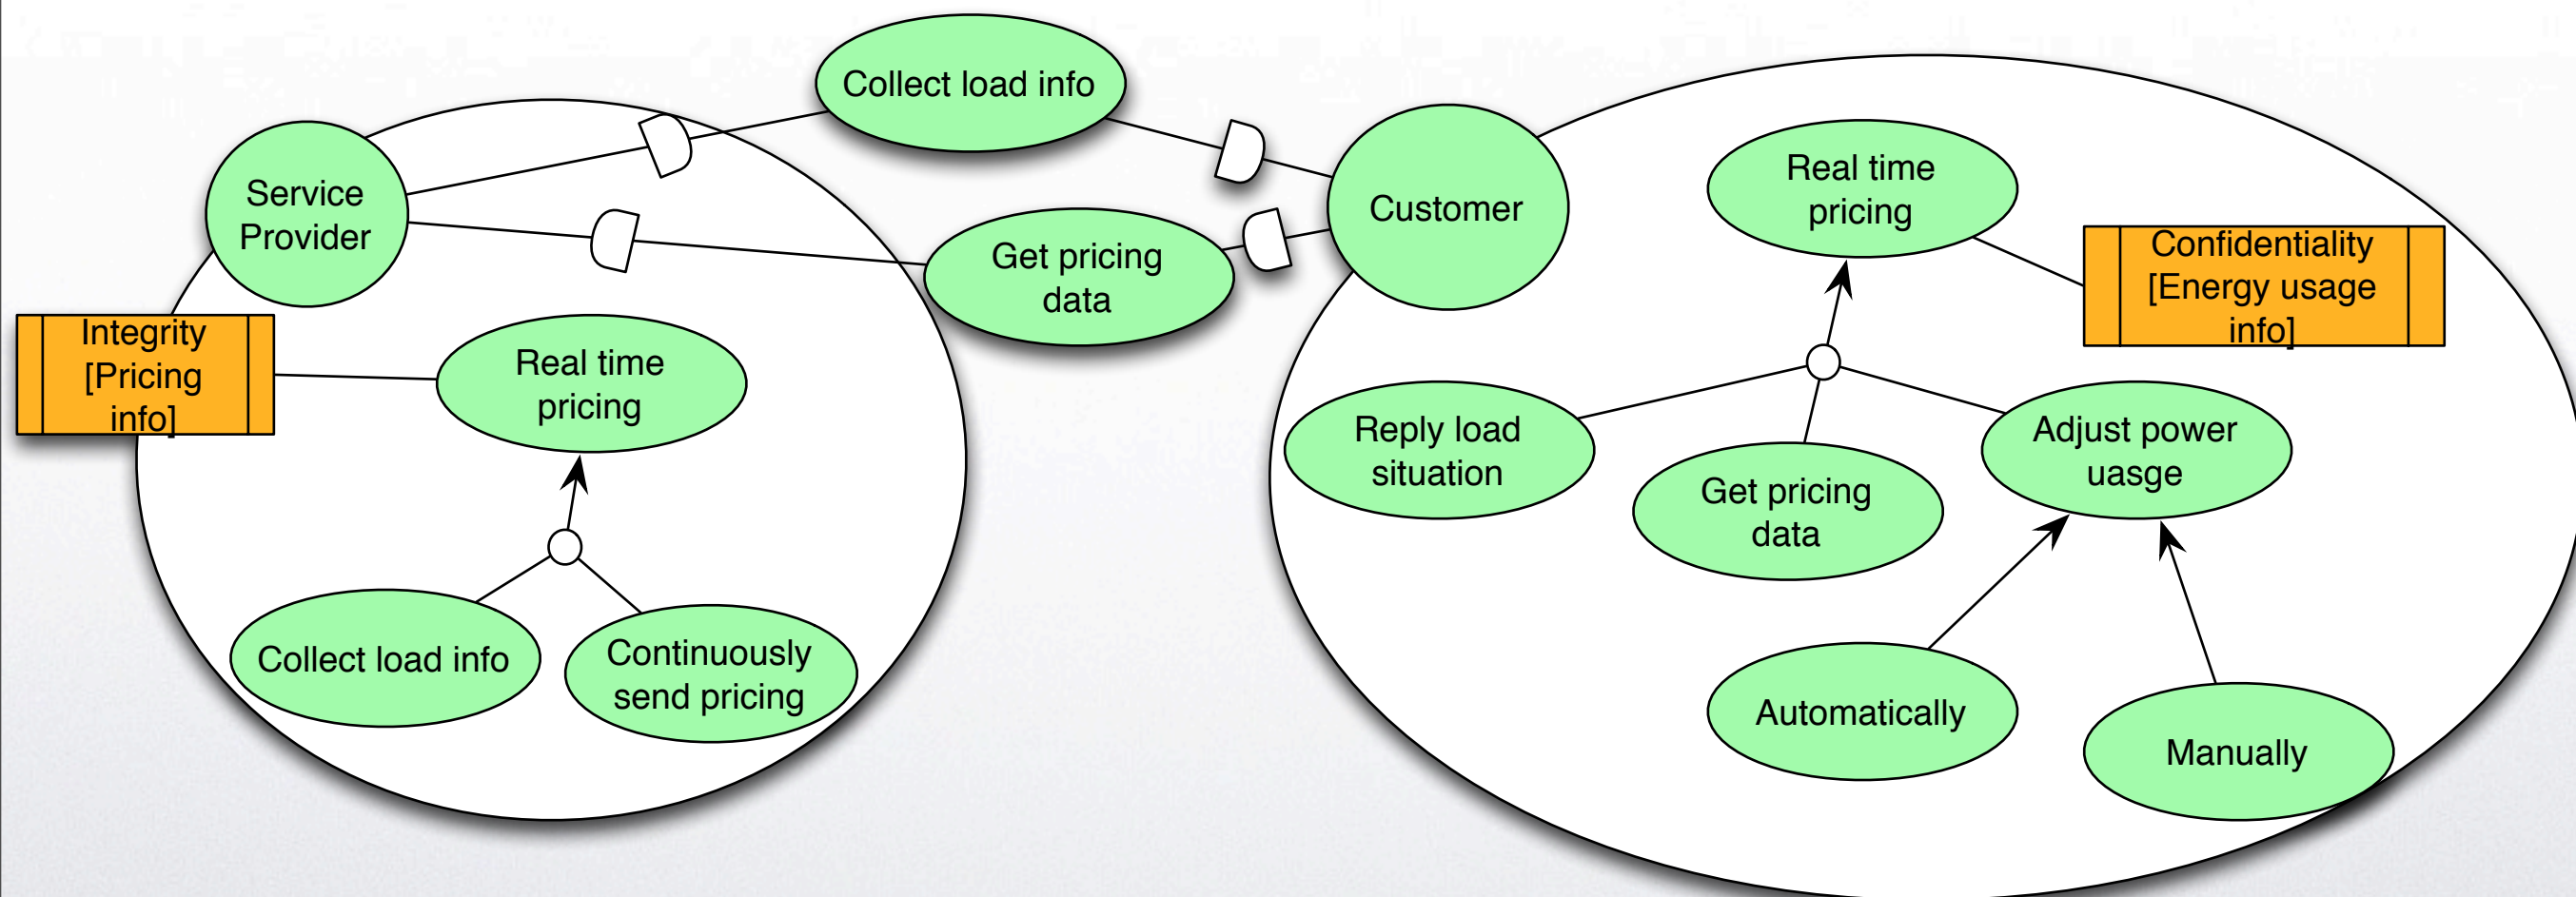 Collect load info
Service
Provider
Customer
Get pricing
data
Real time
pricing
Confidentiality
[Energy usage
info]
Integrity
[Pricing
info]
Real time
pricing
Collect load info
Continuously
send pricing
Reply load
situation
Get pricing
data
Adjust power
uasge
Automatically
Manually